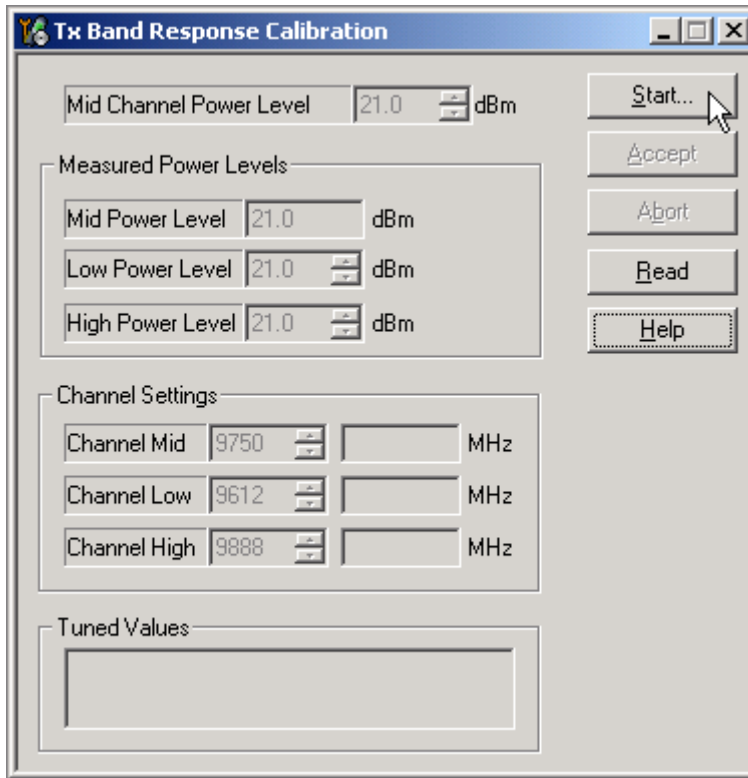 Tx Band Response Calibration
Mid Channel Power Level 21.0 dBm
Start...
Accept
Abort
Read
Help
Measured Power Levels
Mid Power Level 21.0 dBm
Low Power Level 21.0 dBm
High Power Level 21.0 dBm
Channel Settings
Channel Mid 9750 MHz
Channel Low 9612 MHz
Channel High 9888 MHz
Tuned Values